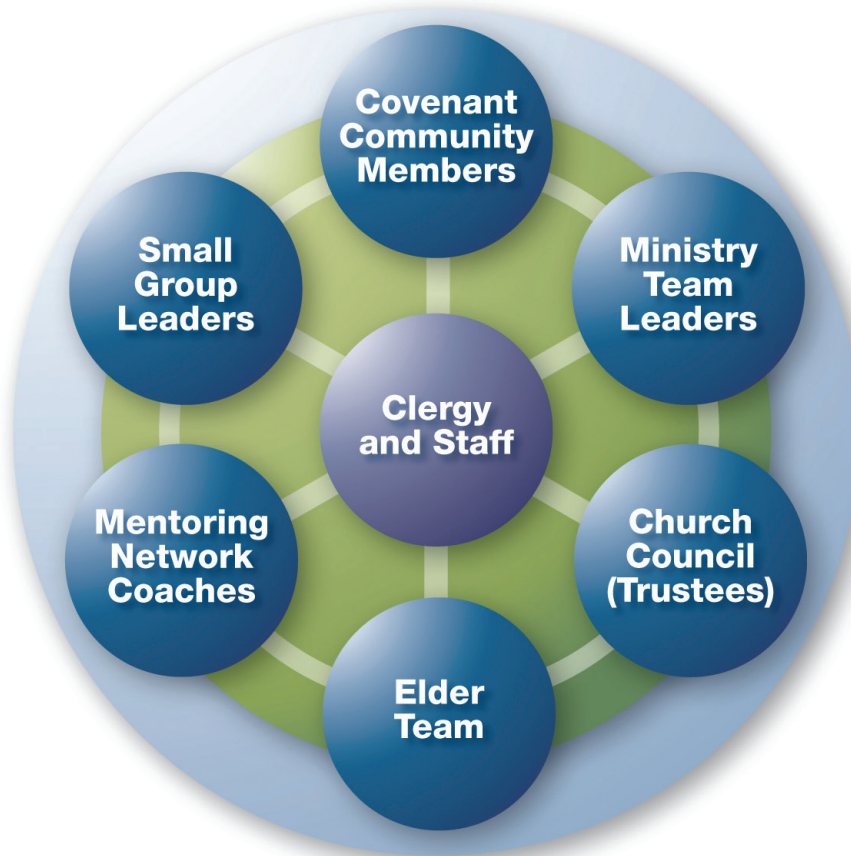 Covenant
Community
Members
Small
Group
Leaders
Ministry
Team
Leaders
Clergy
and Staff
Mentoring
Network
Coaches
Church
Council
(Trustees)
Elder
Team